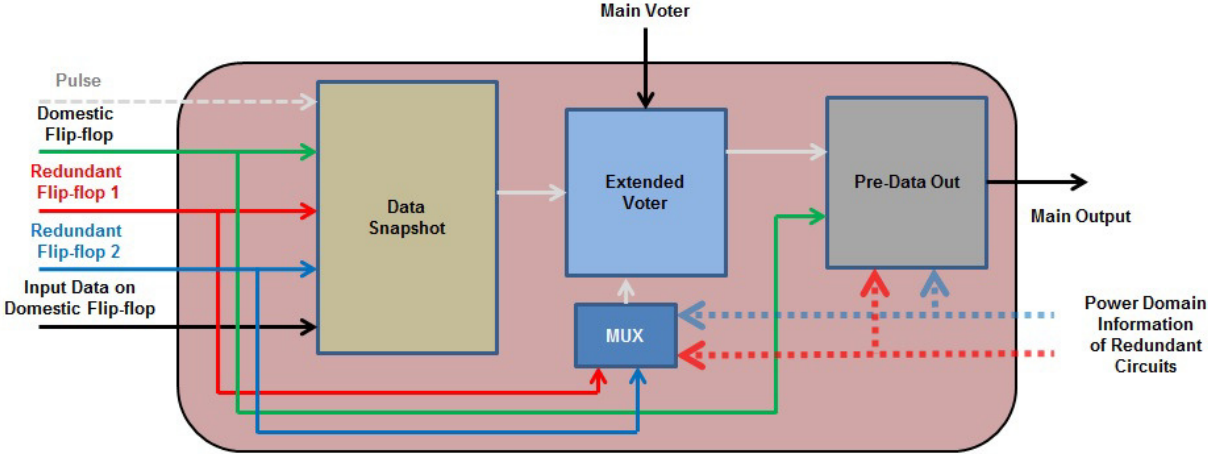 Main Voter
Pulse
Domestic
Flip-flop
Redundant
Flip-flop 1
Redundant
Flip-flop 2
Input Data on
Domestic Flip-flop
Data
Snapshot
Extended
Voter
MUX
Pre-Data Out
Main Output
Power Domain
Information
of Redundant
Circuits